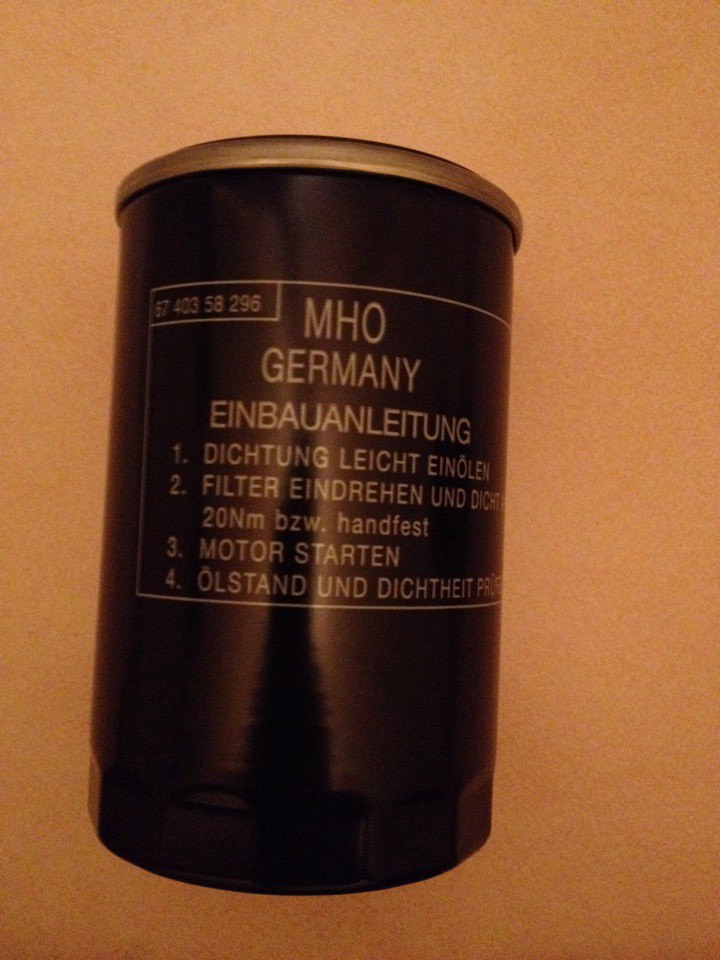 67 403 58 296
MHO
GERMANY
EINBAUANLEITUNG
1. DICHTUNG LEICHT EINÖLEN
2. FILTER EINDREHEN UND DICHT
20Nm bzw. handfest
3. MOTOR STARTEN
4. ÖLSTAND UND DICHTHEIT PRÜFE